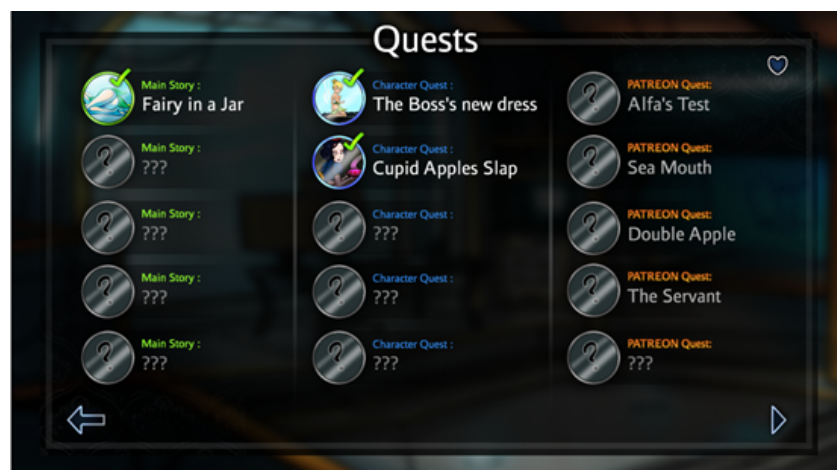 Quests
Main Story :
Fairy in a Jar
Main Story :
???
Main Story :
???
Main Story :
???
Main Story :
???
Character Quest :
The Boss's new dress
Character Quest :
Cupid Apples Slap
Character Quest :
???
Character Quest :
???
Character Quest :
???
PATREON Quest:
Alfa's Test
PATREON Quest:
Sea Mouth
PATREON Quest:
Double Apple
PATREON Quest:
The Servant
PATREON Quest:
???